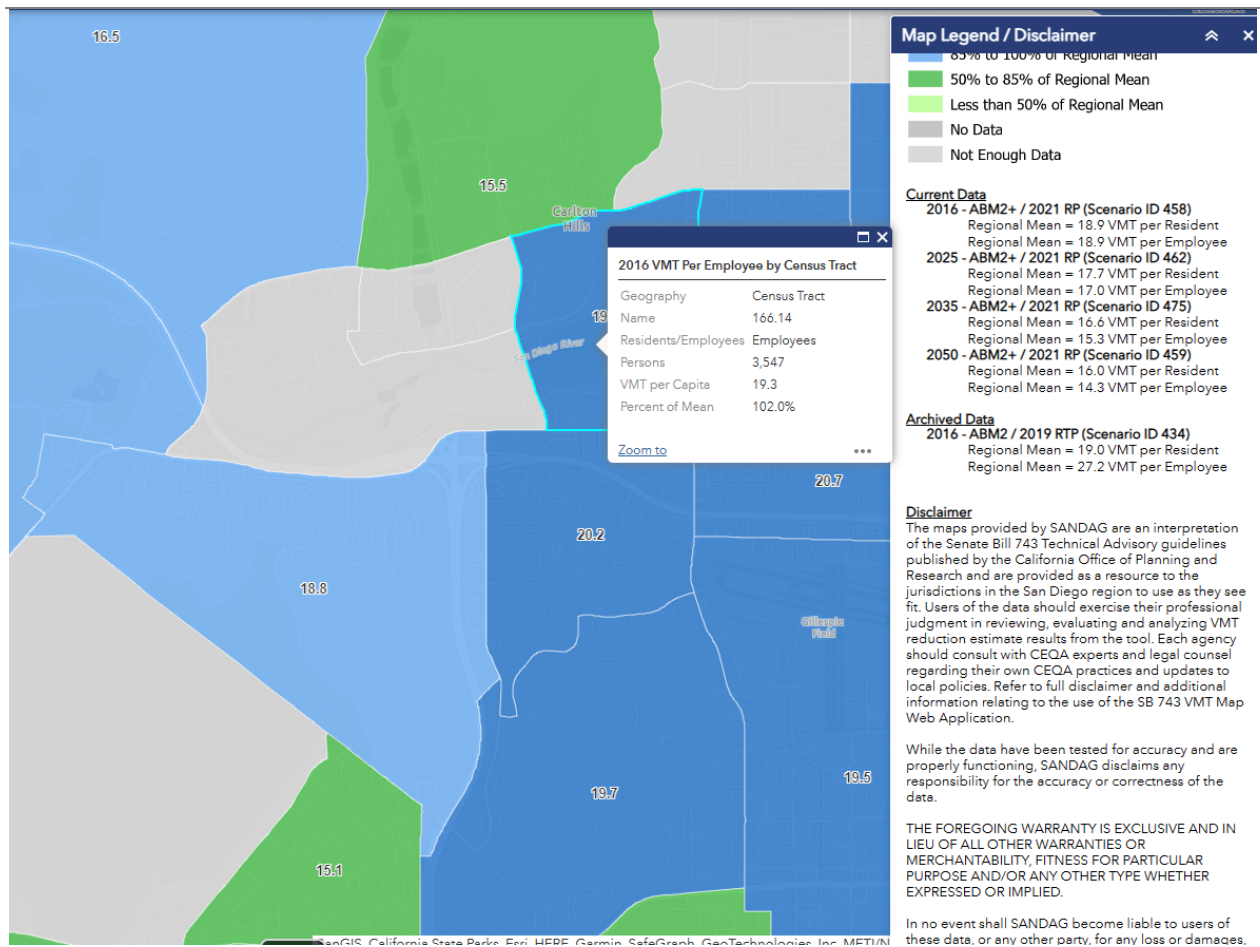 16.5
15.5
Carlton
Hills
19
San Diego River
20.7
20.2
18.8
Gillespie
Field
19.5
19.7
15.1
2016 VMT Per Employee by Census Tract
Geography Census Tract
Name 166.14
Residents/Employees Employees
Persons 3,547
VMT per Capita 19.3
Percent of Mean 102.0%
Zoom to
SanGIS, California State Parks, Esri, HERE, Garmin, SafeGraph, GeoTechnologies, Inc, METI/N
Map Legend / Disclaimer
85% to 100% of Regional Mean
50% to 85% of Regional Mean
Less than 50% of Regional Mean
No Data
Not Enough Data
Current Data
2016 - ABM2+ / 2021 RP (Scenario ID 458)
Regional Mean = 18.9 VMT per Resident
Regional Mean = 18.9 VMT per Employee
2025 - ABM2+ / 2021 RP (Scenario ID 462)
Regional Mean = 17.7 VMT per Resident
Regional Mean = 17.0 VMT per Employee
2035 - ABM2+ / 2021 RP (Scenario ID 475)
Regional Mean = 16.6 VMT per Resident
Regional Mean = 15.3 VMT per Employee
2050 - ABM2+ / 2021 RP (Scenario ID 459)
Regional Mean = 16.0 VMT per Resident
Regional Mean = 14.3 VMT per Employee
Archived Data
2016 - ABM2 / 2019 RTP (Scenario ID 434)
Regional Mean = 19.0 VMT per Resident
Regional Mean = 27.2 VMT per Employee
Disclaimer
The maps provided by SANDAG are an interpretation
of the Senate Bill 743 Technical Advisory guidelines
published by the California Office of Planning and
Research and are provided as a resource to the
jurisdictions in the San Diego region to use as they see
fit. Users of the data should exercise their professional
judgment in reviewing, evaluating and analyzing VMT
reduction estimate results from the tool. Each agency
should consult with CEQA experts and legal counsel
regarding their own CEQA practices and updates to
local policies. Refer to full disclaimer and additional
information relating to the use of the SB 743 VMT Map
Web Application.
While the data have been tested for accuracy and are
properly functioning, SANDAG disclaims any
responsibility for the accuracy or correctness of the
data.
THE FOREGOING WARRANTY IS EXCLUSIVE AND IN
LIEU OF ALL OTHER WARRANTIES OR
MERCHANTABILITY, FITNESS FOR PARTICULAR
PURPOSE AND/OR ANY OTHER TYPE WHETHER
EXPRESSED OR IMPLIED.
In no event shall SANDAG become liable to users of
these data, or any other party, for any loss or damages,